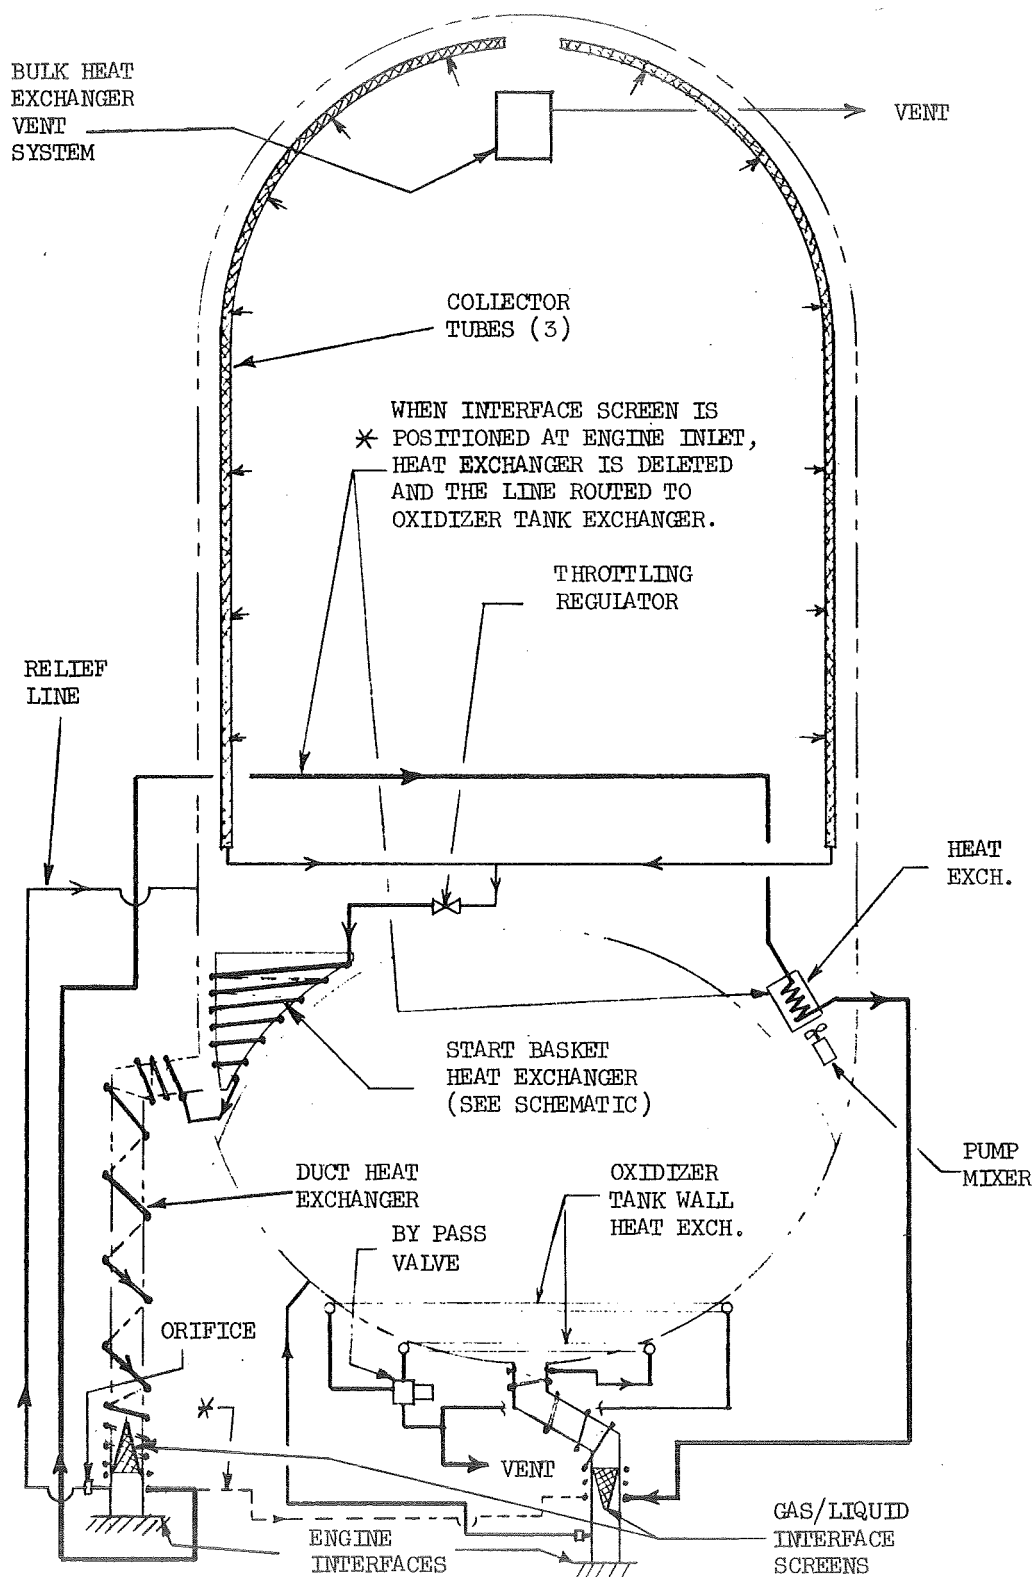 BULK HEAT
EXCHANGER
VENT
SYSTEM
VENT
COLLECTOR
TUBES (3)
WHEN INTERFACE SCREEN IS
* POSITIONED AT ENGINE INLET,
HEAT EXCHANGER IS DELETED
AND THE LINE ROUTED TO
OXIDIZER TANK EXCHANGER.
THROTTLING
REGULATOR
RELIEF
LINE
HEAT
EXCH.
START BASKET
HEAT EXCHANGER
(SEE SCHEMATIC)
PUMP
MIXER
DUCT HEAT
EXCHANGER
OXIDIZER
TANK WALL
HEAT EXCH.
BY PASS
VALVE
ORIFICE
*
VENT
GAS/LIQUID
INTERFACE
SCREENS
ENGINE
INTERFACES